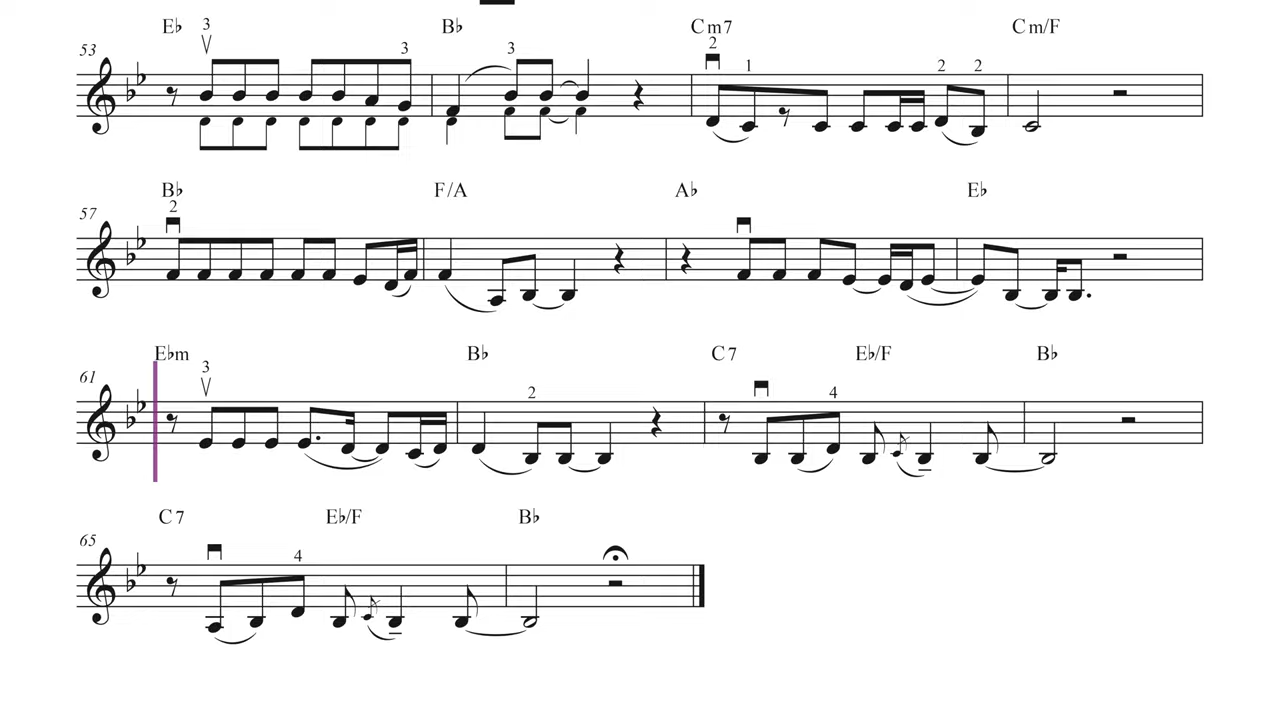 E♭ B♭ Cm7 Cm/F
3 2
53 3 3 1 2 2
B♭ F/A A♭ E♭
57 2
E♭m B♭ C7 E♭/F B♭
61 3 2 4
C7 E♭/F B♭
65 4